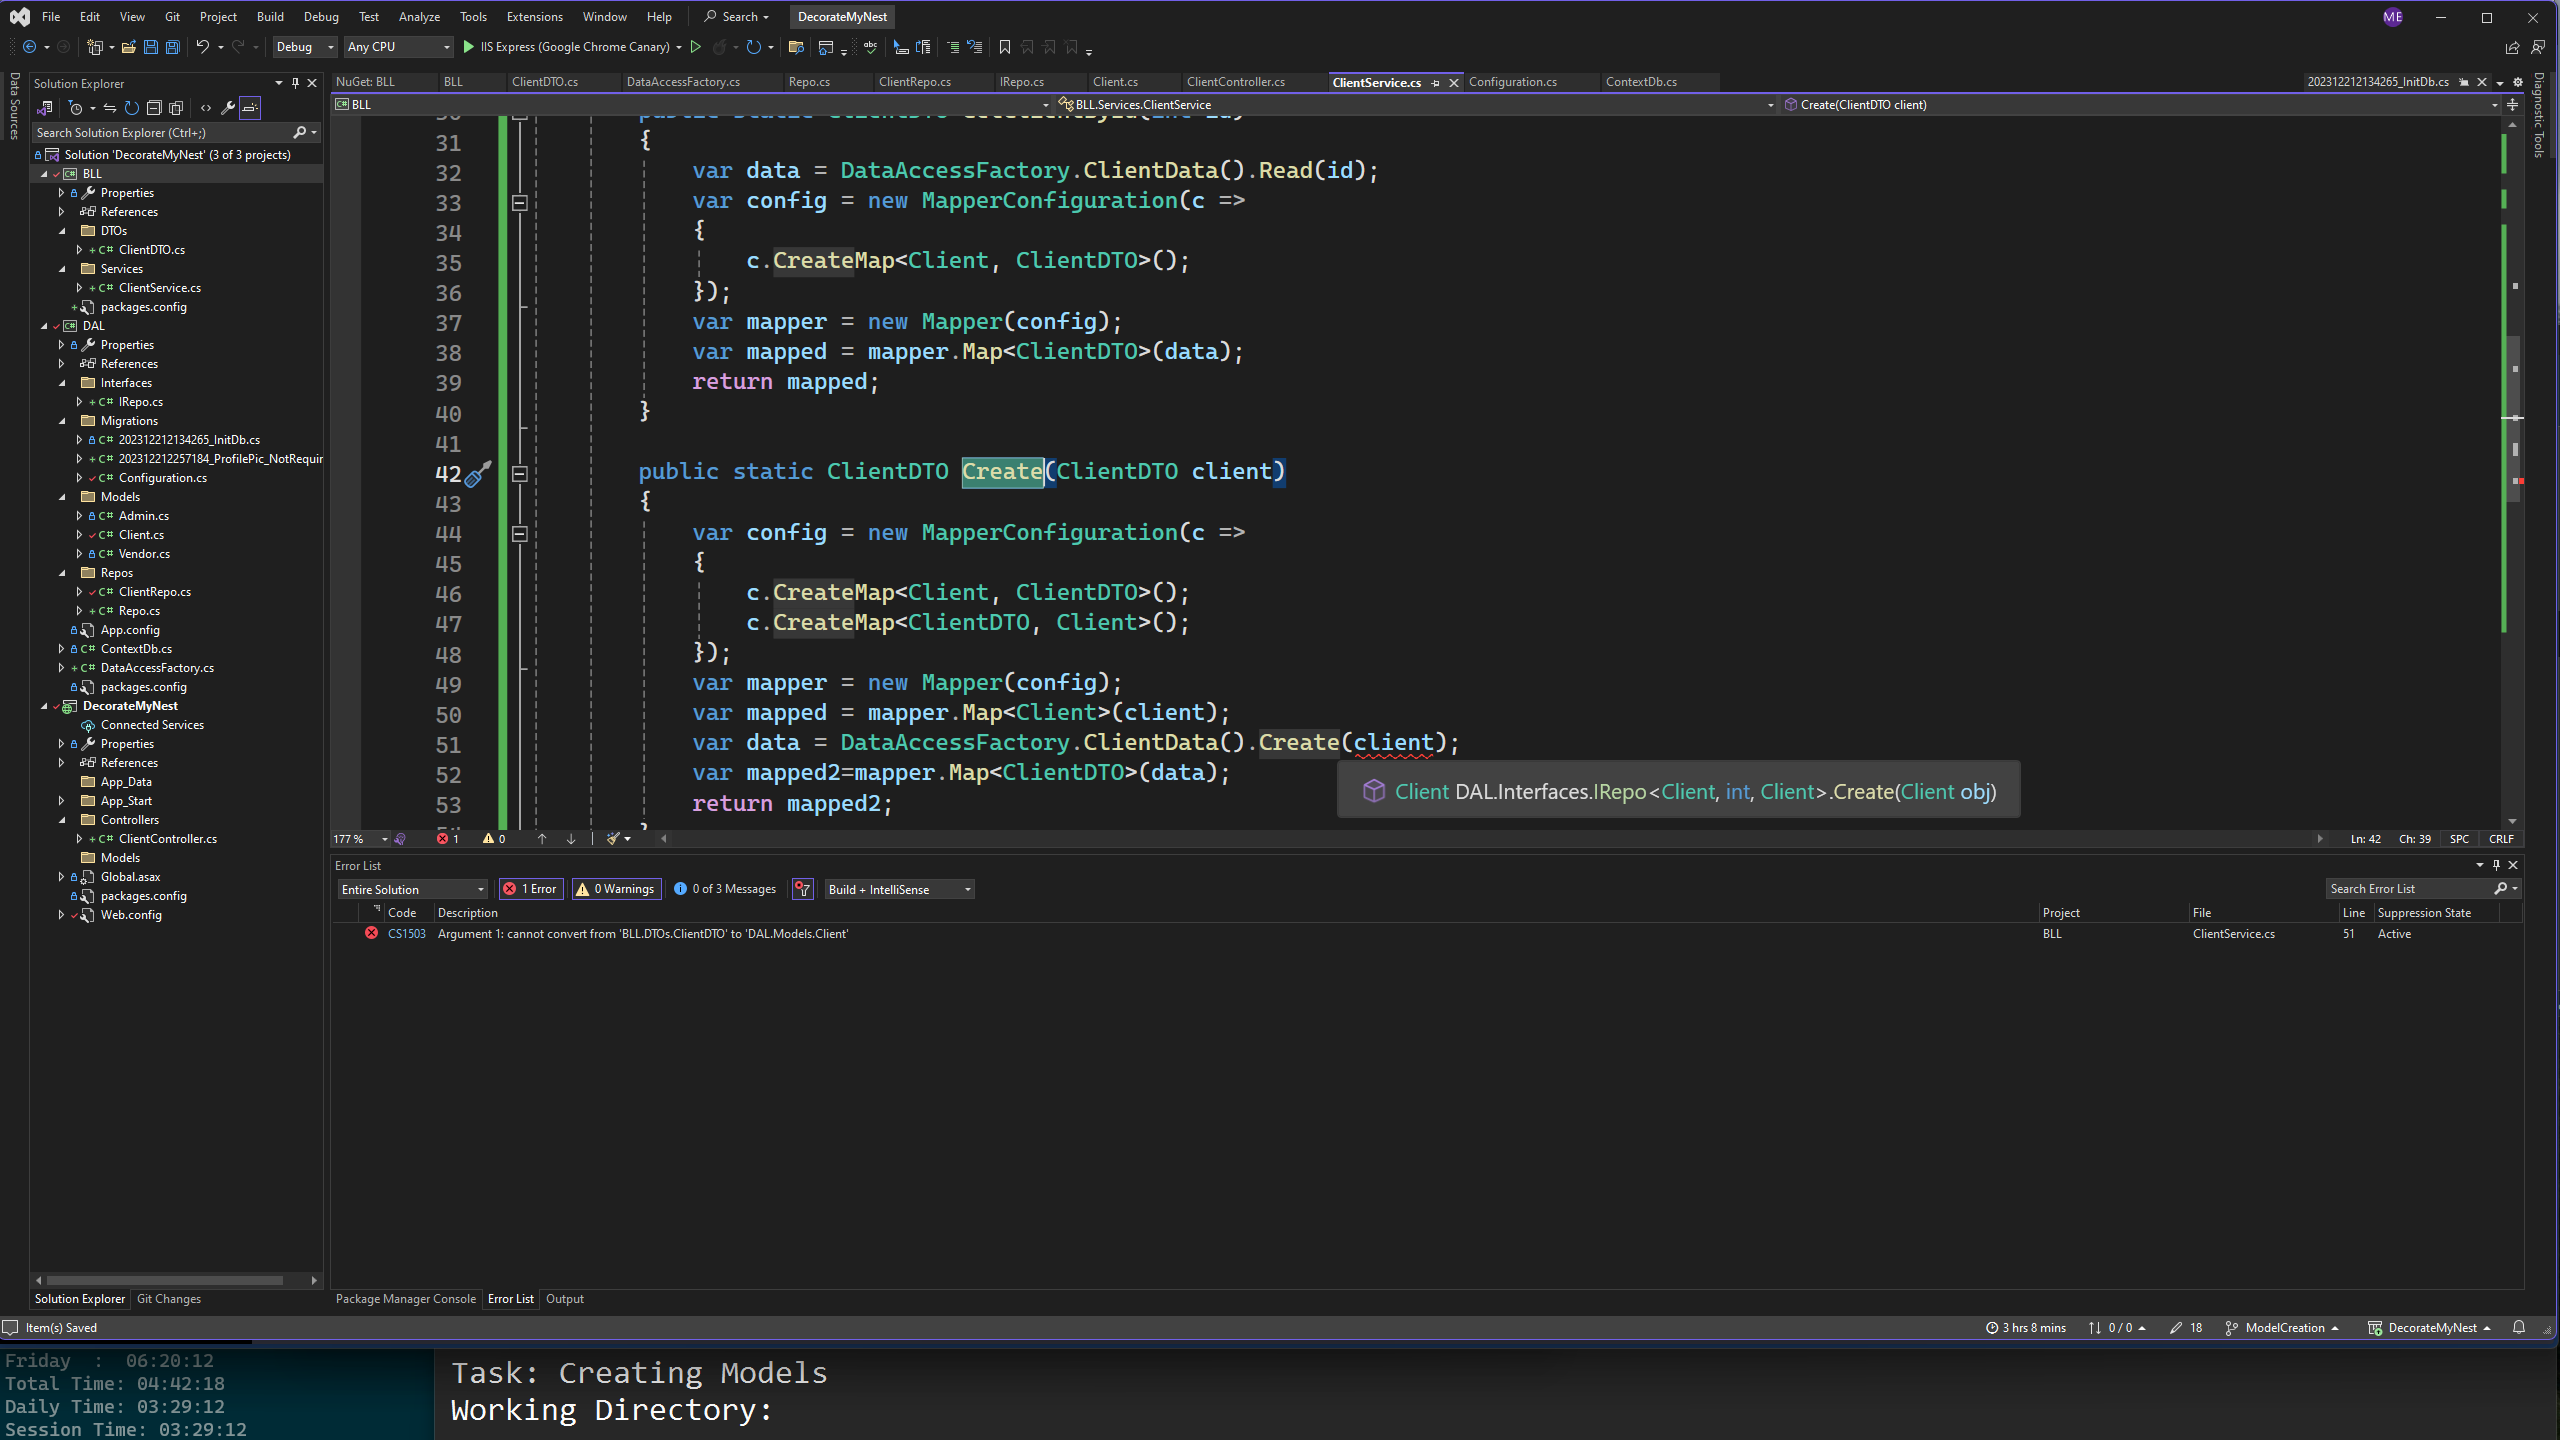 File Edit View Git Project Build Debug Test Analyze Tools Extensions Window Help Search DecorateMyNest ME
Debug Any CPU IIS Express (Google Chrome Canary)
Data Sources
Solution Explorer
Search Solution Explorer (Ctrl+;)
Solution 'DecorateMyNest' (3 of 3 projects)
BLL
Properties
References
DTOs
ClientDTO.cs
Services
ClientService.cs
packages.config
DAL
Properties
References
Interfaces
IRepo.cs
Migrations
202312212134265_InitDb.cs
202312212257184_ProfilePic_NotRequir
Configuration.cs
Models
Admin.cs
Client.cs
Vendor.cs
Repos
ClientRepo.cs
Repo.cs
App.config
ContextDb.cs
DataAccessFactory.cs
packages.config
DecorateMyNest
Connected Services
Properties
References
App_Data
App_Start
Controllers
ClientController.cs
Models
Global.asax
packages.config
Web.config
Solution Explorer Git Changes
NuGet: BLL BLL ClientDTO.cs DataAccessFactory.cs Repo.cs ClientRepo.cs IRepo.cs Client.cs ClientController.cs ClientService.cs Configuration.cs ContextDb.cs 202312212134265_InitDb.cs
BLL BLL.Services.ClientService Create(ClientDTO client)
31 {
32 var data = DataAccessFactory.ClientData().Read(id);
33 var config = new MapperConfiguration(c =>
34 {
35 c.CreateMap<Client, ClientDTO>();
36 });
37 var mapper = new Mapper(config);
38 var mapped = mapper.Map<ClientDTO>(data);
39 return mapped;
40 }
41
42 public static ClientDTO Create(ClientDTO client)
43 {
44 var config = new MapperConfiguration(c =>
45 {
46 c.CreateMap<Client, ClientDTO>();
47 c.CreateMap<ClientDTO, Client>();
48 });
49 var mapper = new Mapper(config);
50 var mapped = mapper.Map<Client>(client);
51 var data = DataAccessFactory.ClientData().Create(client);
52 var mapped2=mapper.Map<ClientDTO>(data);
53 return mapped2;
Client DAL.Interfaces.IRepo<Client, int, Client>.Create(Client obj)
177 % 1 0 Ln: 42 Ch: 39 SPC CRLF
Diagnostic Tools
Error List
Entire Solution 1 Error 0 Warnings 0 of 3 Messages Build + IntelliSense Search Error List
Code Description Project File Line Suppression State
CS1503 Argument 1: cannot convert from 'BLL.DTOs.ClientDTO' to 'DAL.Models.Client' BLL ClientService.cs 51 Active
Package Manager Console Error List Output
Item(s) Saved 3 hrs 8 mins 0 / 0 18 ModelCreation DecorateMyNest
Friday : 06:20:12
Total Time: 04:42:18
Daily Time: 03:29:12
Session Time: 03:29:12
Task: Creating Models
Working Directory: